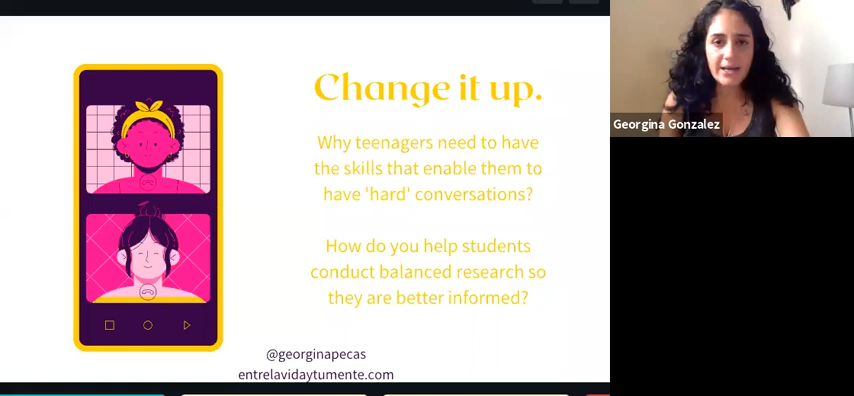 Change it up.
Why teenagers need to have
the skills that enable them to
have 'hard' conversations?
How do you help students
conduct balanced research so
they are better informed?
@georginapecas
entrelavidaytumente.com
Georgina Gonzalez